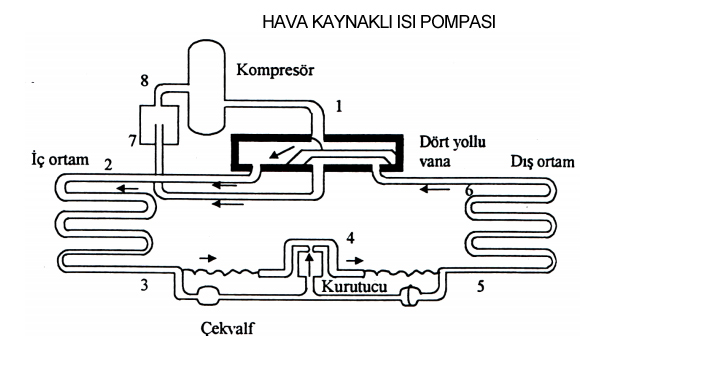 HAVA KAYNAKLI ISI POMPASI
Kompresör
8
1
7
Dört yollu
vana
İç ortam
2
Dış ortam
6
4
3
Kurutucu
5
Çekvalf